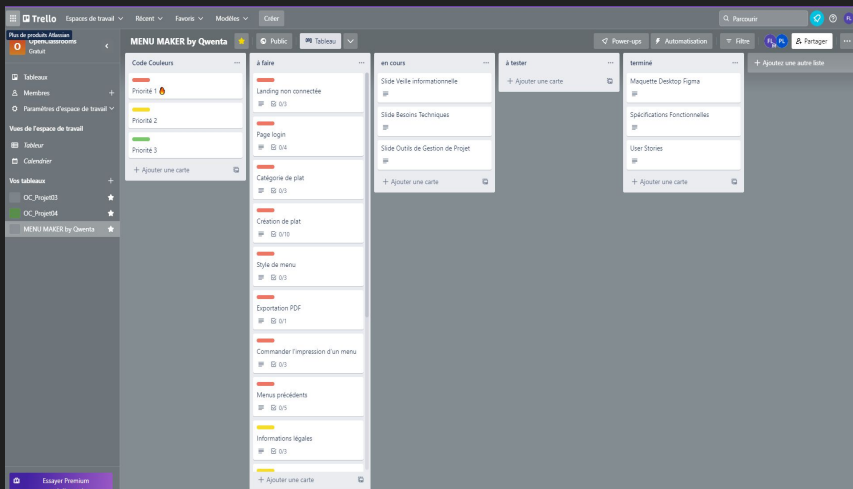 Trello
Espaces de travail
Récent
Favoris
Modèles
Créer
Parcourir
Plus de produits Atlassian
O
OpenClassrooms
Gratuit
MENU MAKER by Qwenta
Public
Tableau
Power-ups
Automatisation
Filtre
FL
FL
Partager
Tableaux
Membres
Paramètres d'espace de travail
Vues de l'espace de travail
Tableur
Calendrier
Vos tableaux
OC_Projet03
OC_Projet04
MENU MAKER by Qwenta
Essayer Premium
Code Couleurs
Priorité 1
Priorité 2
Priorité 3
+ Ajouter une carte
à faire
Landing non connectée
0/3
Page login
0/4
Catégorie de plat
0/3
Création de plat
0/10
Style de menu
0/3
Exportation PDF
0/1
Commander l'impression d'un menu
0/3
Menus précédents
0/5
Informations légales
0/3
+ Ajouter une carte
en cours
Slide Veille informationnelle
Slide Besoins Techniques
Slide Outils de Gestion de Projet
+ Ajouter une carte
à tester
+ Ajouter une carte
terminé
Maquette Desktop Figma
Spécifications Fonctionnelles
User Stories
+ Ajouter une carte
+ Ajoutez une autre liste